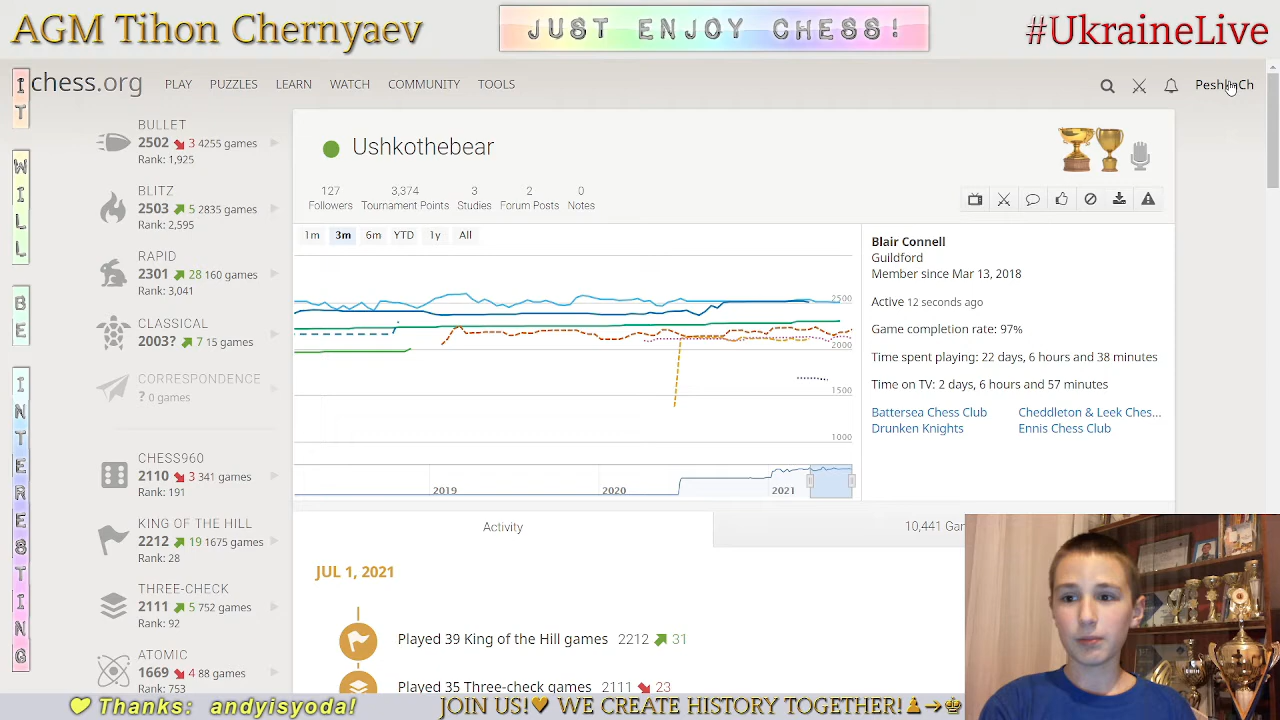 AGM Tihon Chernyaev
JUST ENJOY CHESS!
#UkraineLive
IT
WILL
BE
INTERESTING
chess.org
PLAY PUZZLES LEARN WATCH COMMUNITY TOOLS
BULLET
2502 3 4255 games
Rank: 1,925
BLITZ
2503 5 2835 games
Rank: 2,595
RAPID
2301 28 160 games
Rank: 3,041
CLASSICAL
2003? 7 15 games
CORRESPONDENCE
? 0 games
CHESS960
2110 3 341 games
Rank: 191
KING OF THE HILL
2212 19 1675 games
Rank: 28
THREE-CHECK
2111 5 752 games
Rank: 92
ATOMIC
1669 4 88 games
Rank: 753
Ushkothebear
127 3,374 3 2 0
Followers Tournament Points Studies Forum Posts Notes
1m 3m 6m YTD 1y All
2500
2000
1500
1000
2019 2020 2021
Blair Connell
Guildford
Member since Mar 13, 2018
Active 12 seconds ago
Game completion rate: 97%
Time spent playing: 22 days, 6 hours and 38 minutes
Time on TV: 2 days, 6 hours and 57 minutes
Battersea Chess Club Cheddleton & Leek Ches...
Drunken Knights Ennis Chess Club
Activity
10,441 Gam
JUL 1, 2021
Played 39 King of the Hill games 2212 31
Played 35 Three-check games 2111 23
Thanks: andyisyoda!
JOIN US! WE CREATE HISTORY TOGETHER!